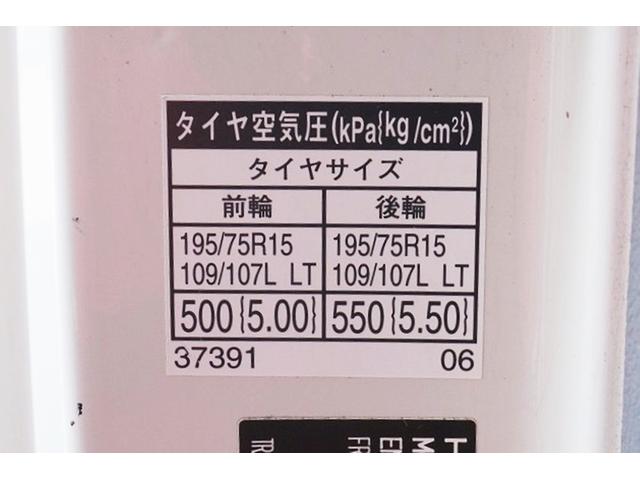 タイヤ空気圧(kPa{kg/cm²})
タイヤサイズ
前輪 後輪
195/75R15 195/75R15
109/107L LT 109/107L LT
500{5.00} 550{5.50}
37391 06